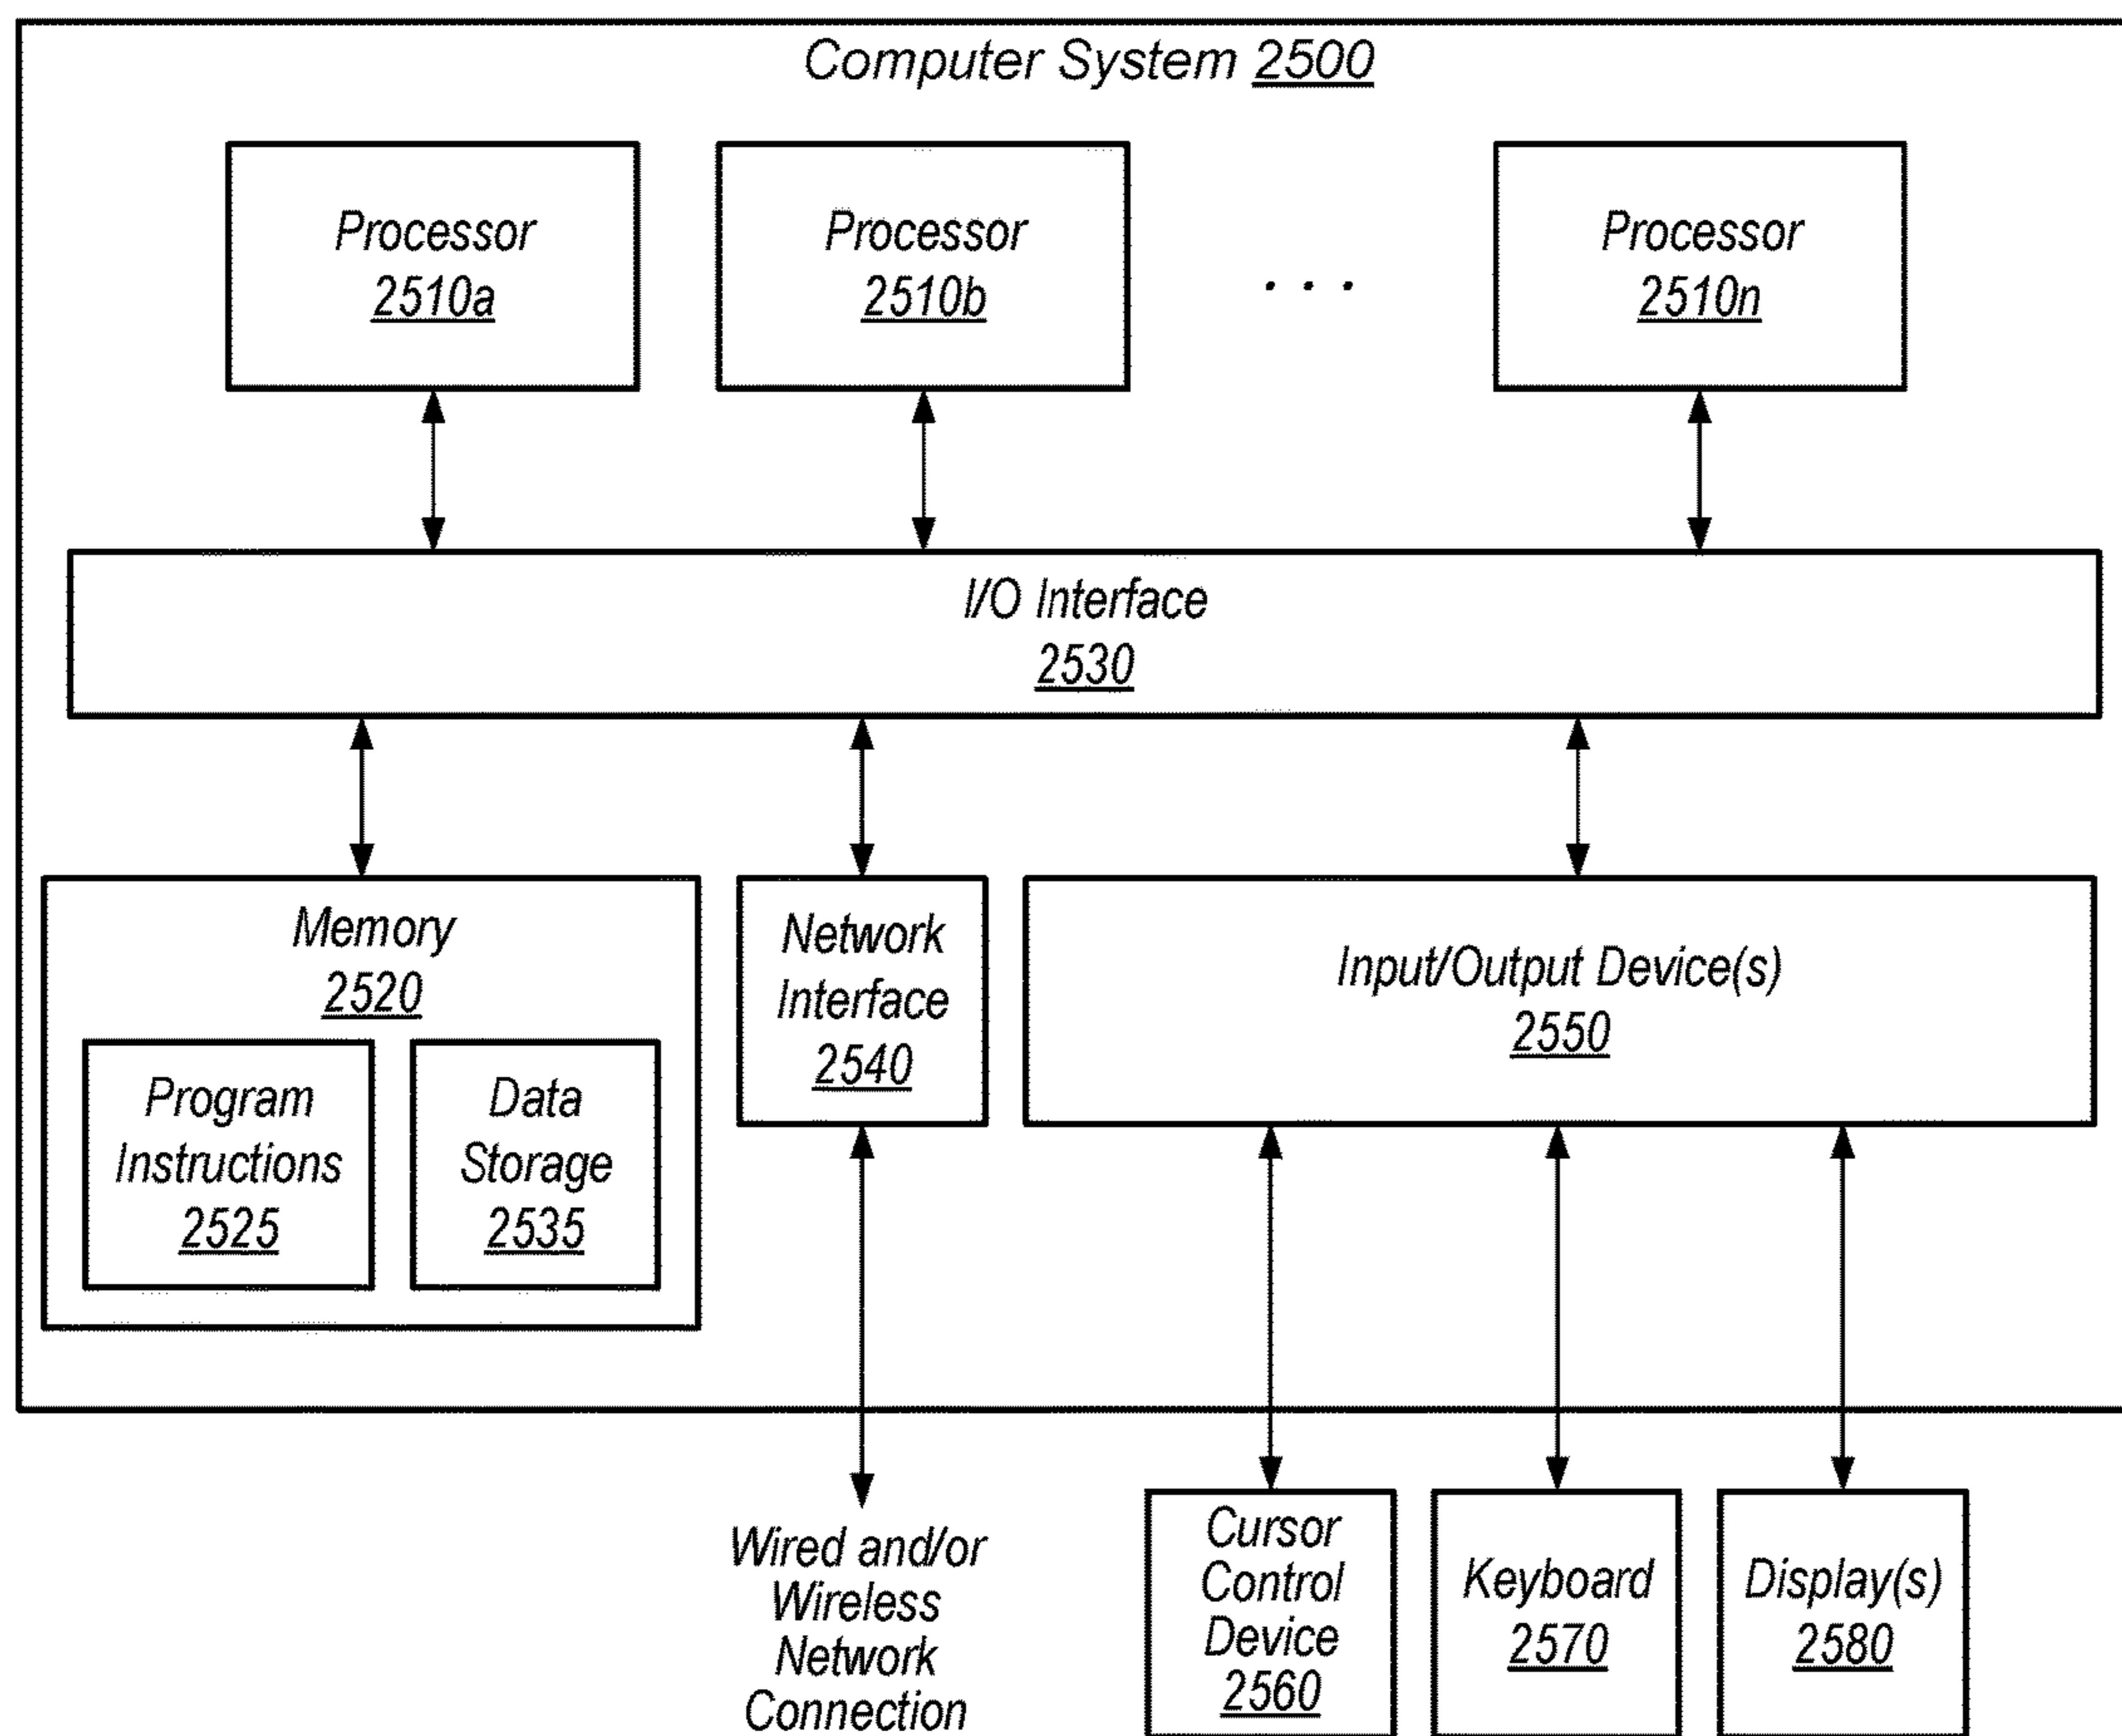 Computer System 2500
Processor
2510a
Processor
2510b
. . .
Processor
2510n
I/O Interface
2530
Memory
2520
Program
Instructions
2525
Data
Storage
2535
Network
Interface
2540
Input/Output Device(s)
2550
Wired and/or
Wireless
Network
Connection
Cursor
Control
Device
2560
Keyboard
2570
Display(s)
2580